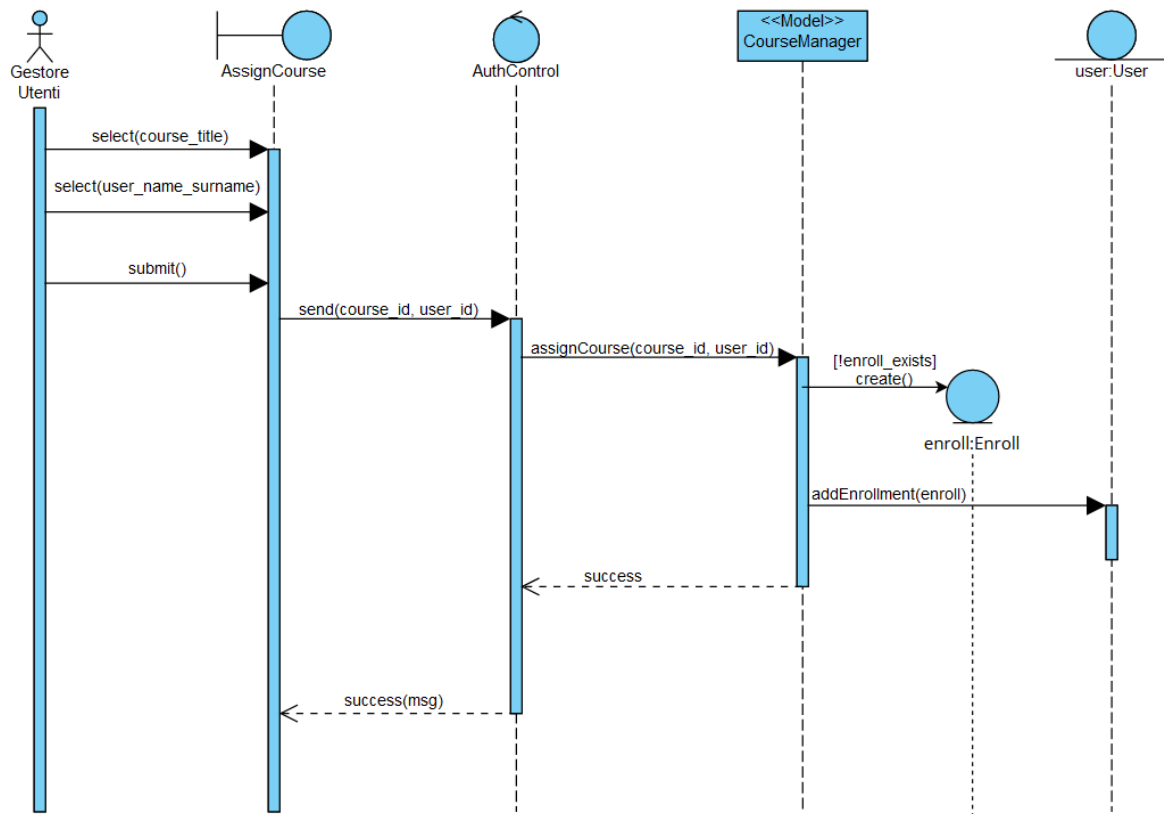 Gestore
Utenti
AssignCourse
AuthControl
<<Model>>
CourseManager
user:User
select(course_title)
select(user_name_surname)
submit()
send(course_id, user_id)
assignCourse(course_id, user_id)
[!enroll_exists]
create()
enroll:Enroll
addEnrollment(enroll)
success
success(msg)